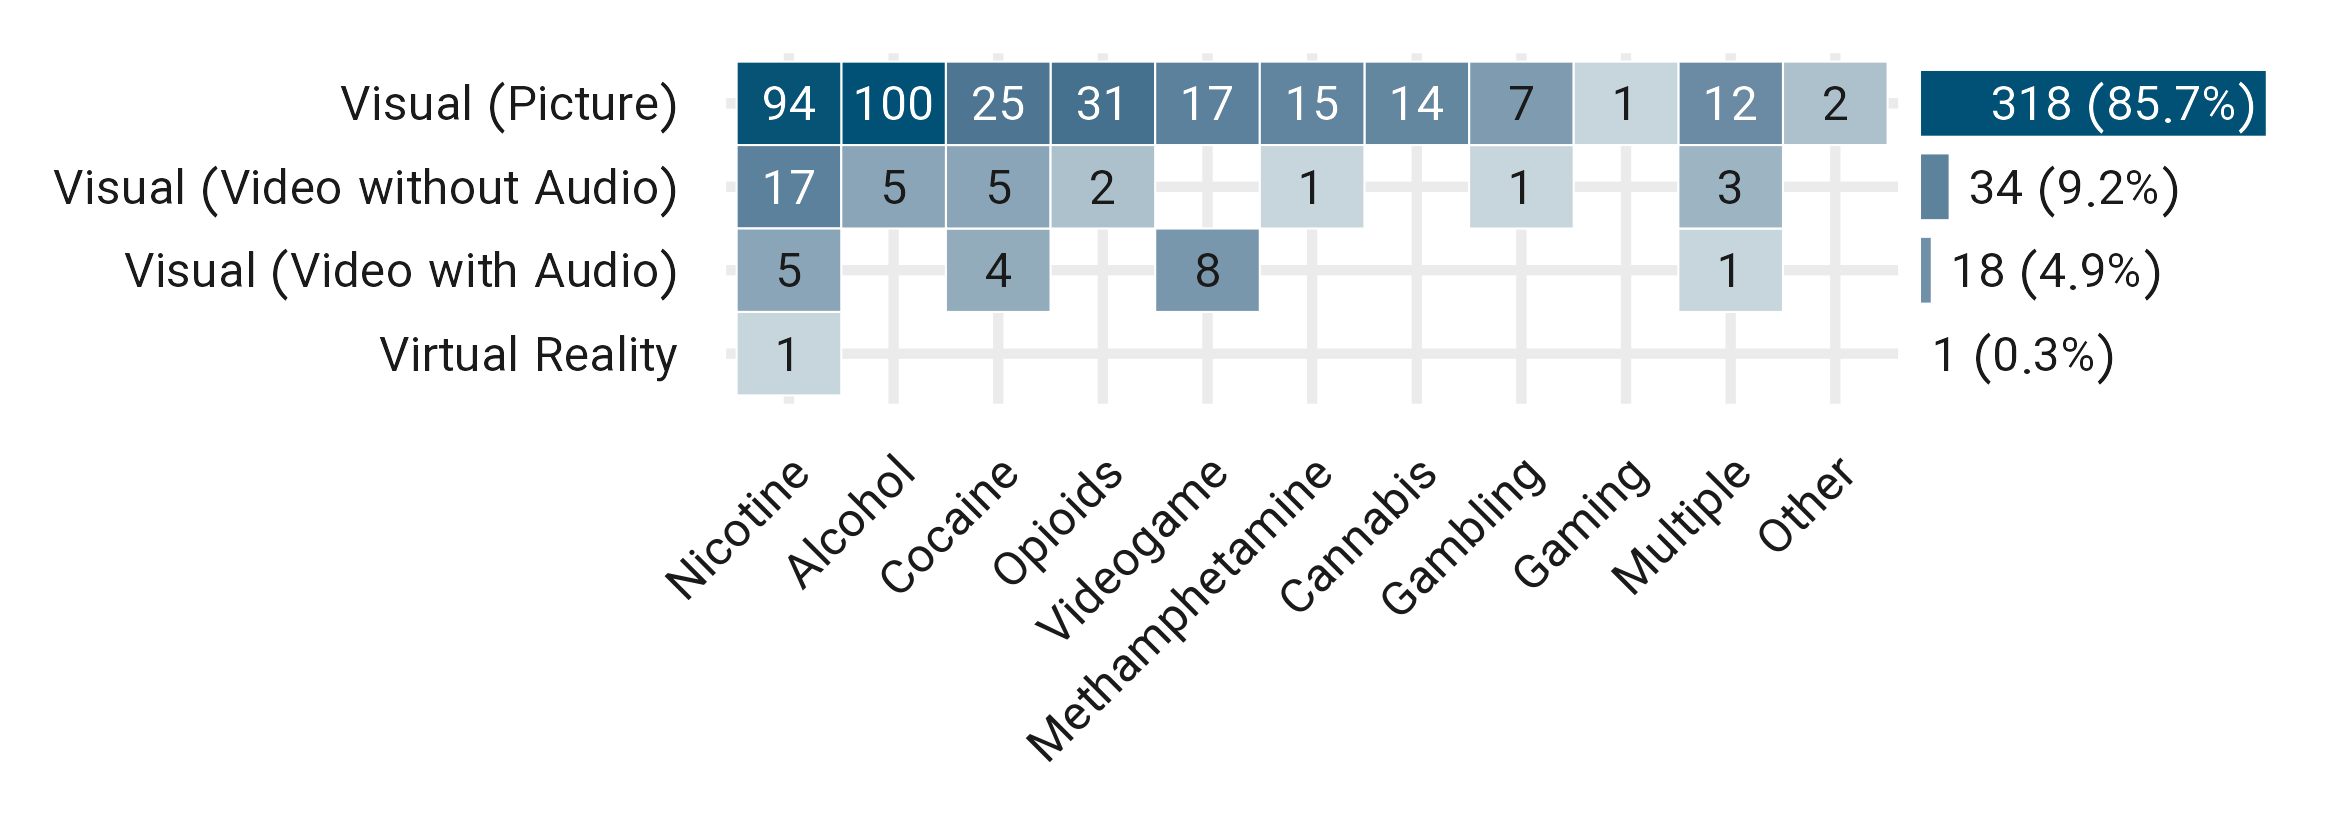 Visual (Picture) 94 100 25 31 17 15 14 7 1 12 2 318 (85.7%)
Visual (Video without Audio) 17 5 5 2 1 1 3 34 (9.2%)
Visual (Video with Audio) 5 4 8 1 18 (4.9%)
Virtual Reality 1 1 (0.3%)
Nicotine Alcohol Cocaine Opioids Videogame Methamphetamine Cannabis Gambling Gaming Multiple Other